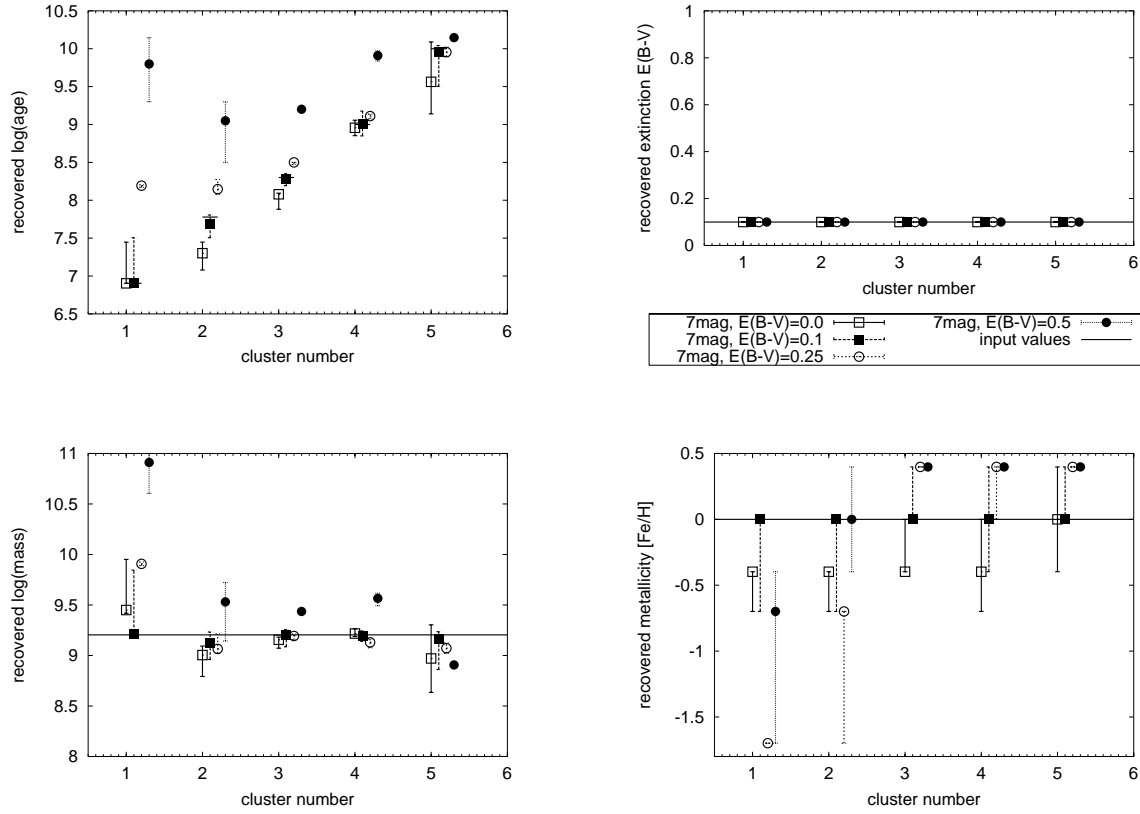 recovered log(age)
10.5
10
9.5
9
8.5
8
7.5
7
6.5
1 2 3 4 5 6
cluster number
recovered extinction E(B-V)
1
0.8
0.6
0.4
0.2
0
1 2 3 4 5 6
cluster number
7mag, E(B-V)=0.0
7mag, E(B-V)=0.1
7mag, E(B-V)=0.25
7mag, E(B-V)=0.5
input values
recovered log(mass)
11
10.5
10
9.5
9
8.5
8
1 2 3 4 5 6
cluster number
recovered metallicity [Fe/H]
0.5
0
-0.5
-1
-1.5
1 2 3 4 5 6
cluster number